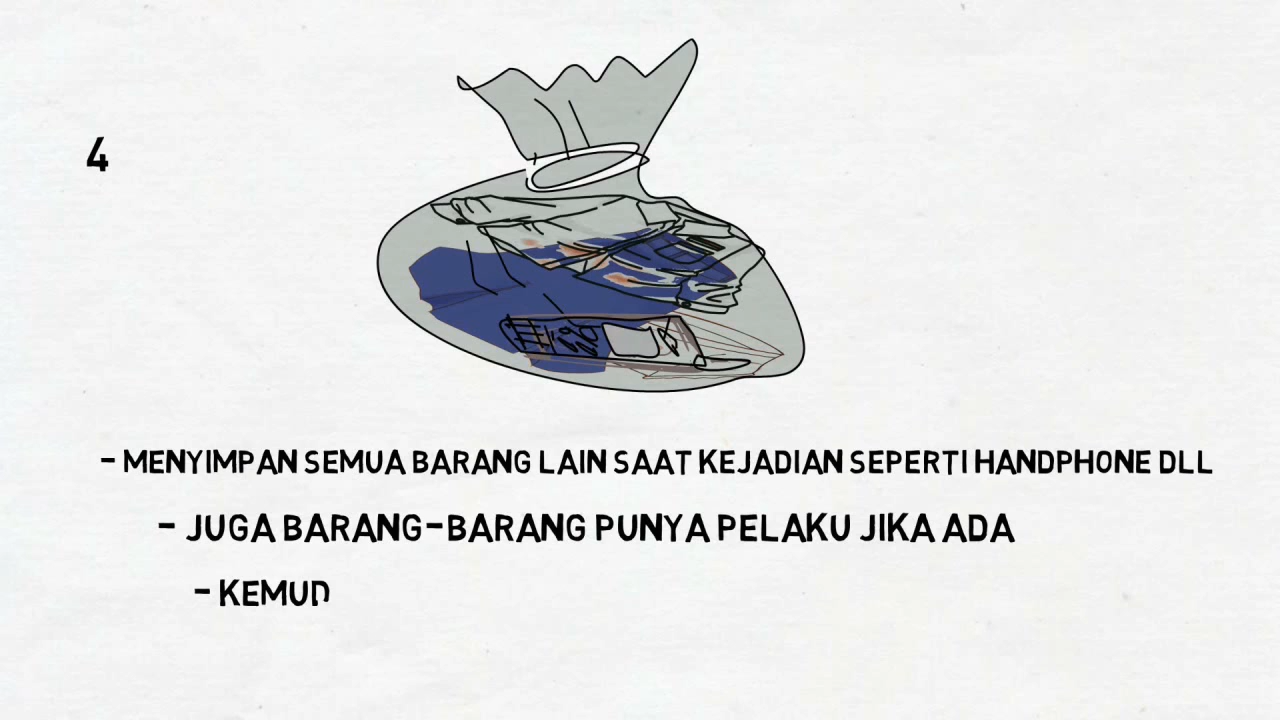 4
- MENYIMPAN SEMUA BARANG LAIN SAAT KEJADIAN SEPERTI HANDPHONE DLL
- JUGA BARANG-BARANG PUNYA PELAKU JIKA ADA
- KEMUD